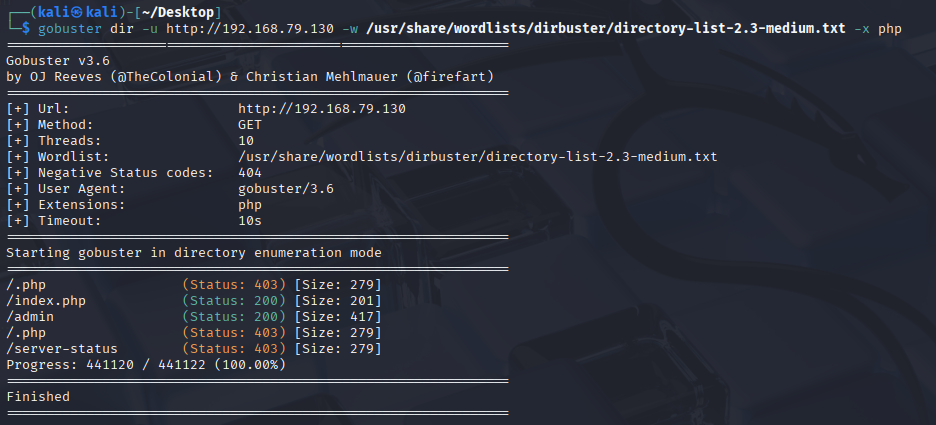 ┌──(kali㉿kali)-[~/Desktop]
└─$ gobuster dir -u http://192.168.79.130 -w /usr/share/wordlists/dirbuster/directory-list-2.3-medium.txt -x php
===============================================================
Gobuster v3.6
by OJ Reeves (@TheColonial) & Christian Mehlmauer (@firefart)
===============================================================
[+] Url:                     http://192.168.79.130
[+] Method:                  GET
[+] Threads:                 10
[+] Wordlist:                /usr/share/wordlists/dirbuster/directory-list-2.3-medium.txt
[+] Negative Status codes:   404
[+] User Agent:              gobuster/3.6
[+] Extensions:              php
[+] Timeout:                 10s
===============================================================
Starting gobuster in directory enumeration mode
===============================================================
/.php                 (Status: 403) [Size: 279]
/index.php            (Status: 200) [Size: 201]
/admin                (Status: 200) [Size: 417]
/.php                 (Status: 403) [Size: 279]
/server-status        (Status: 403) [Size: 279]
Progress: 441120 / 441122 (100.00%)
===============================================================
Finished
===============================================================